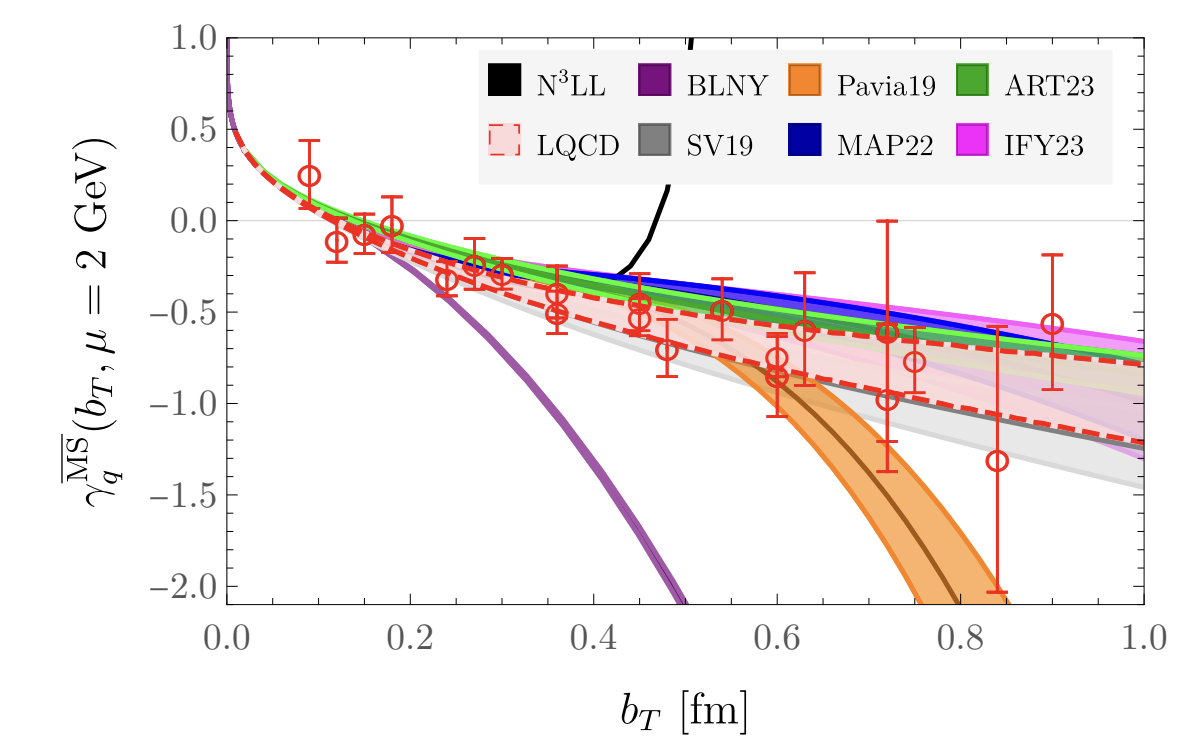 1.0
0.5
0.0
−0.5
−1.0
−1.5
−2.0
γ_q^{\overline{MS}}(b_T, μ = 2 GeV)
N³LL BLNY Pavia19 ART23
LQCD SV19 MAP22 IFY23
0.0 0.2 0.4 0.6 0.8 1.0
b_T [fm]